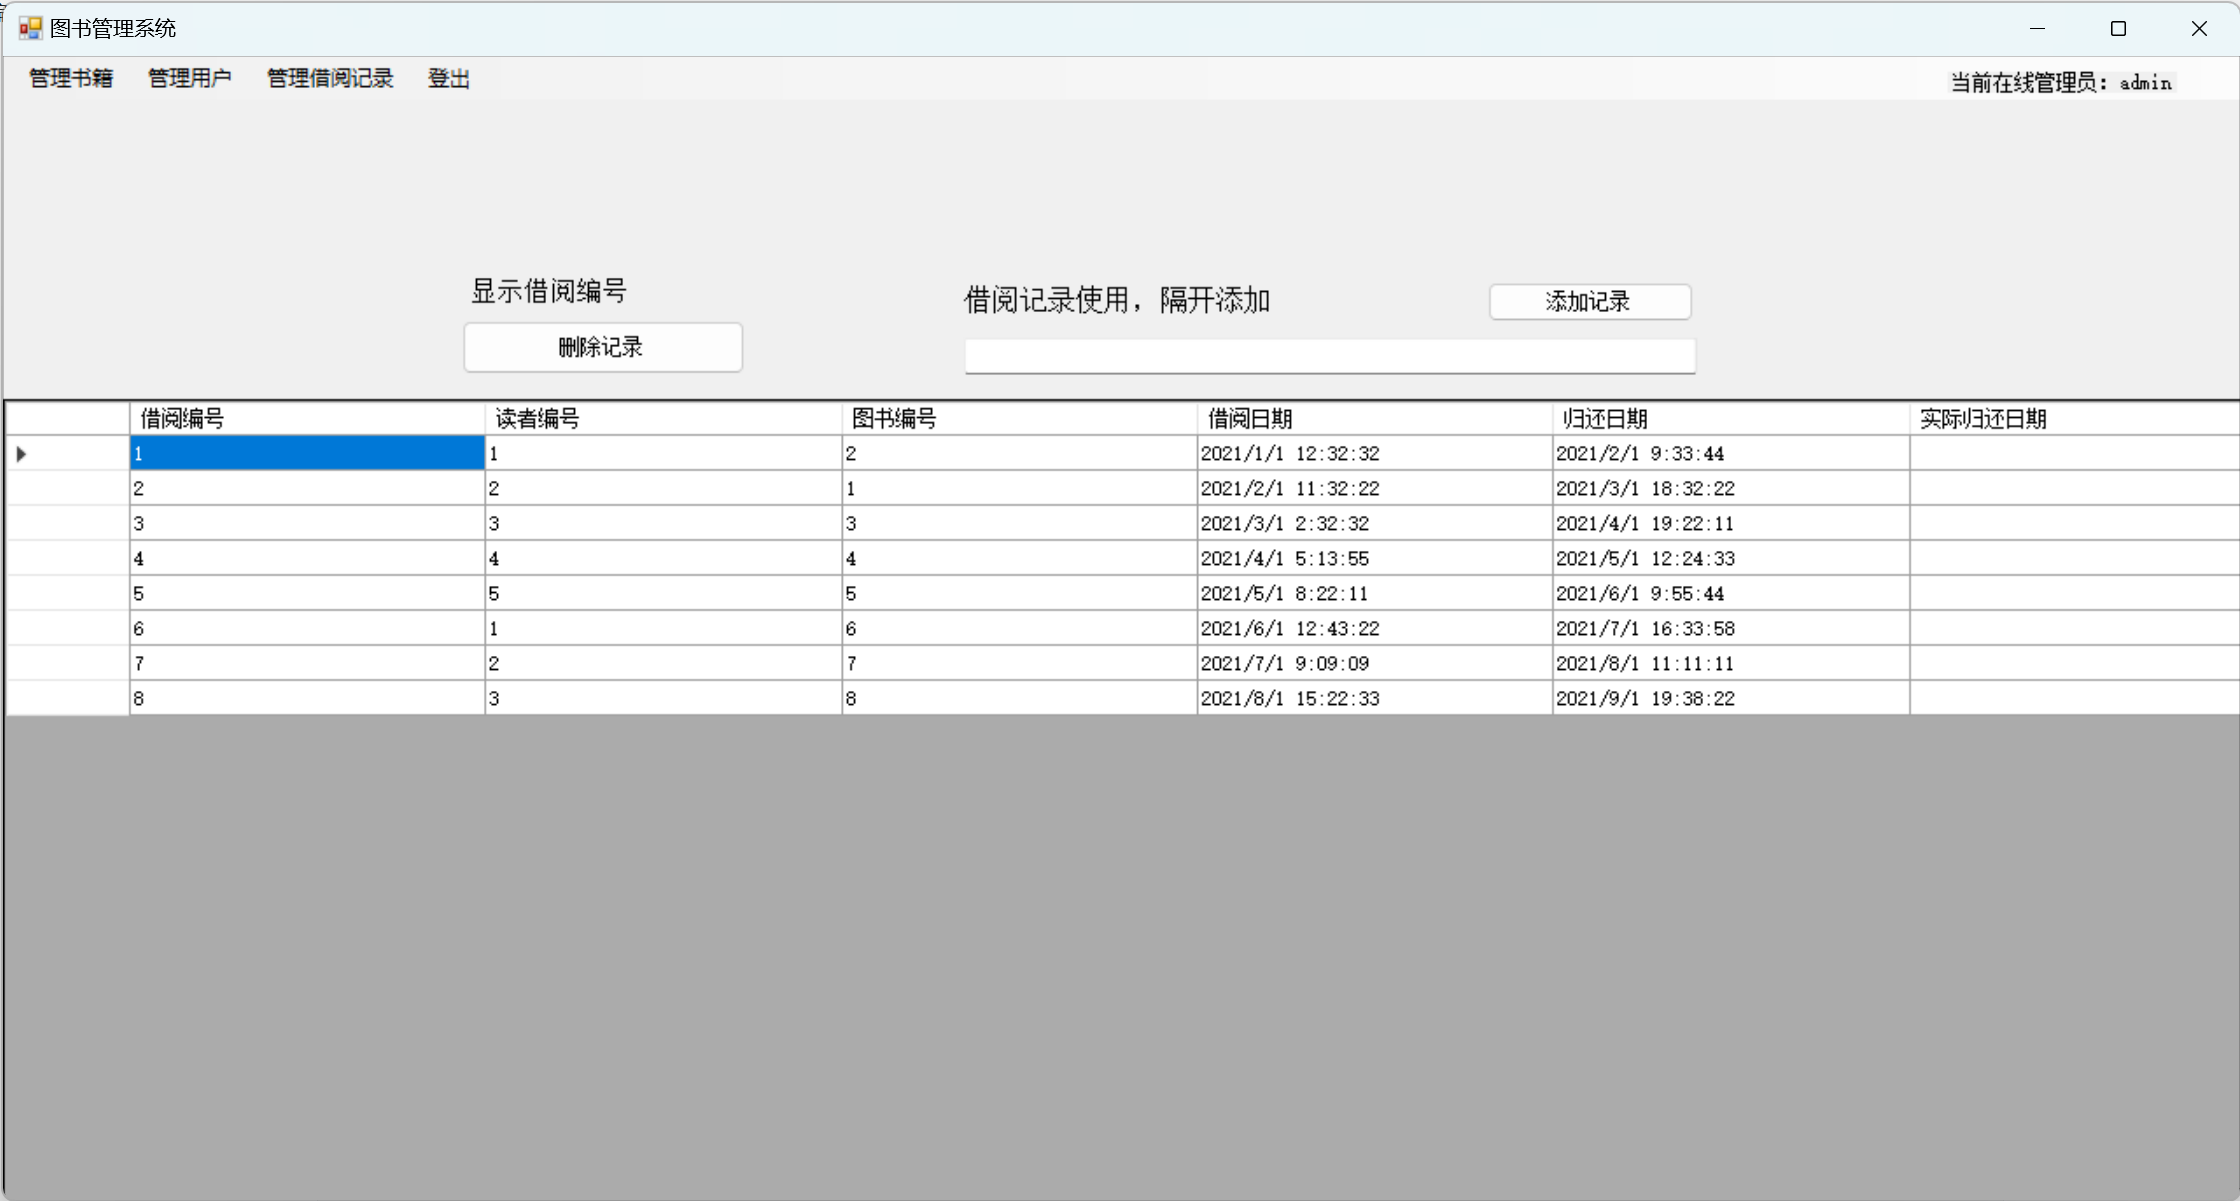 图书管理系统
管理书籍 管理用户 管理借阅记录 登出 当前在线管理员：admin
显示借阅编号
借阅记录使用，隔开添加 添加记录
删除记录
借阅编号 读者编号 图书编号 借阅日期 归还日期 实际归还日期
1 1 2 2021/1/1 12:32:32 2021/2/1 9:33:44
2 2 1 2021/2/1 11:32:22 2021/3/1 18:32:22
3 3 3 2021/3/1 2:32:32 2021/4/1 19:22:11
4 4 4 2021/4/1 5:13:55 2021/5/1 12:24:33
5 5 5 2021/5/1 8:22:11 2021/6/1 9:55:44
6 1 6 2021/6/1 12:43:22 2021/7/1 16:33:58
7 2 7 2021/7/1 9:09:09 2021/8/1 11:11:11
8 3 8 2021/8/1 15:22:33 2021/9/1 19:38:22